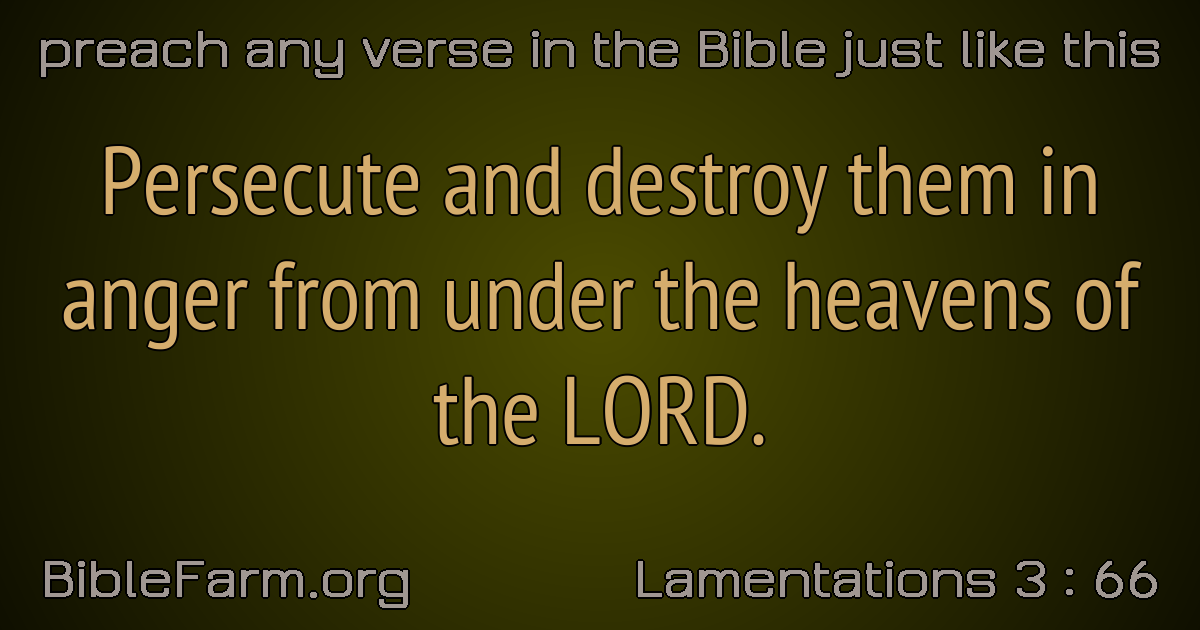 preach any verse in the Bible just like this
Persecute and destroy them in
anger from under the heavens of
the LORD.
BibleFarm.org
Lamentations 3 : 66